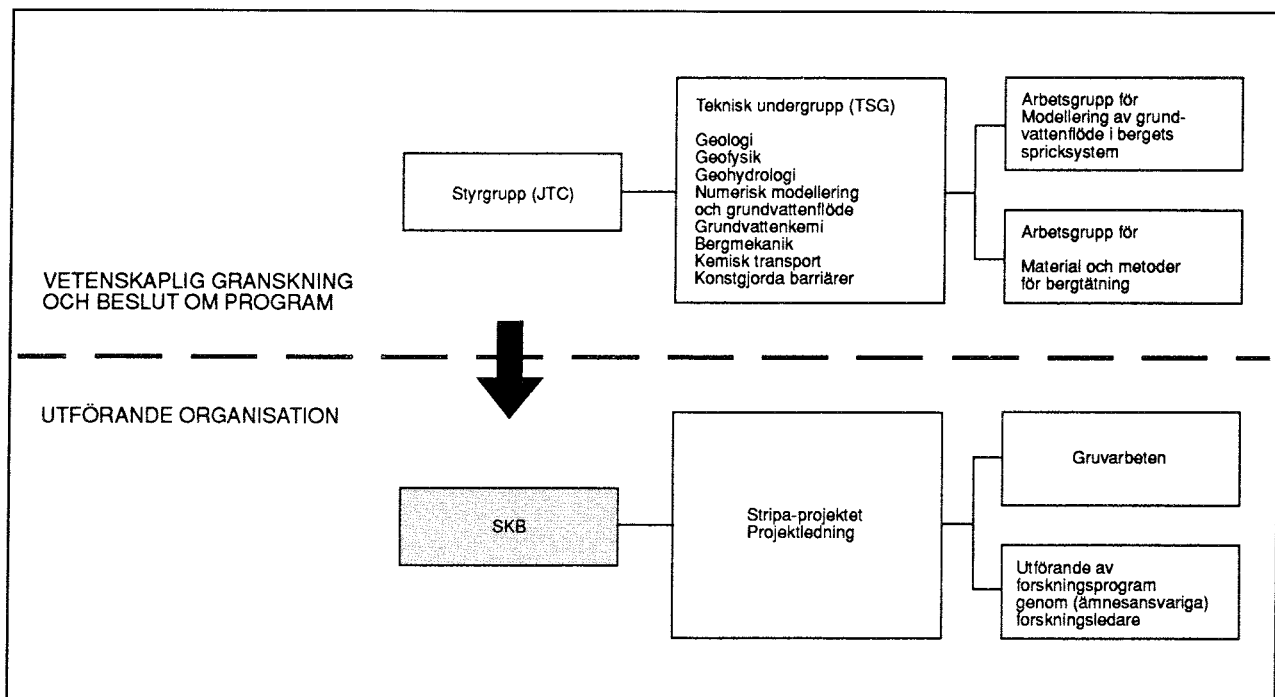 Styrgrupp (JTC)
Teknisk undergrupp (TSG)
Geologi
Geofysik
Geohydrologi
Numerisk modellering
och grundvattenflöde
Grundvattenkemi
Bergmekanik
Kemisk transport
Konstgjorda barriärer
Arbetsgrupp för
Modellering av grund-
vattenflöde i bergets
spricksystem
Arbetsgrupp för
Material och metoder
för bergtätning
VETENSKAPLIG GRANSKNING
OCH BESLUT OM PROGRAM
UTFÖRANDE ORGANISATION
SKB
Stripa-projektet
Projektledning
Gruvarbeten
Utförande av
forskningsprogram
genom (ämnesansvariga)
forskningsledare